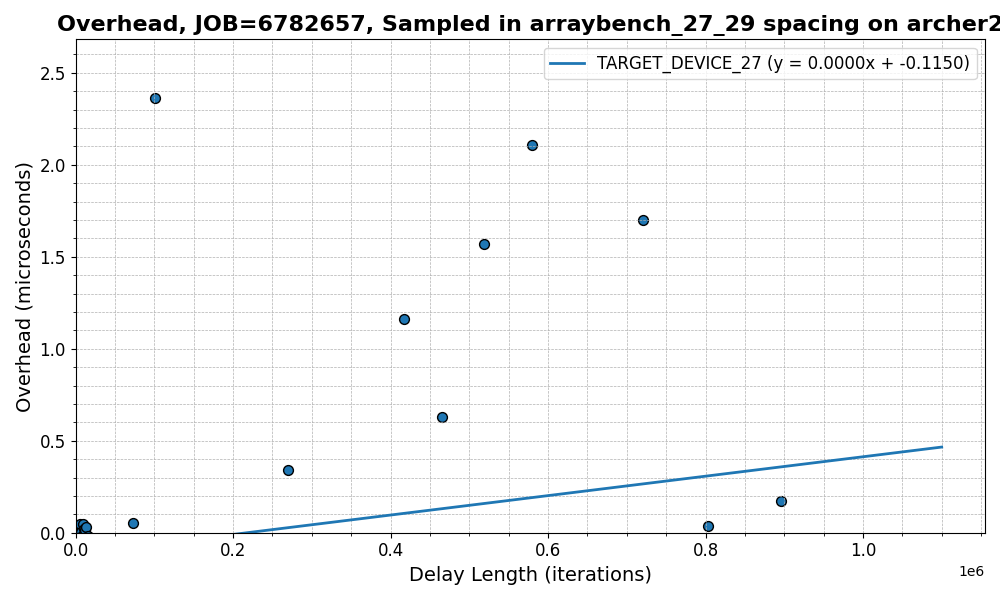 Overhead, JOB=6782657, Sampled in arraybench_27_29 spacing on archer2
TARGET_DEVICE_27 (y = 0.0000x + -0.1150)
Overhead (microseconds)
2.5
2.0
1.5
1.0
0.5
0.0
0.0 0.2 0.4 0.6 0.8 1.0
1e6
Delay Length (iterations)